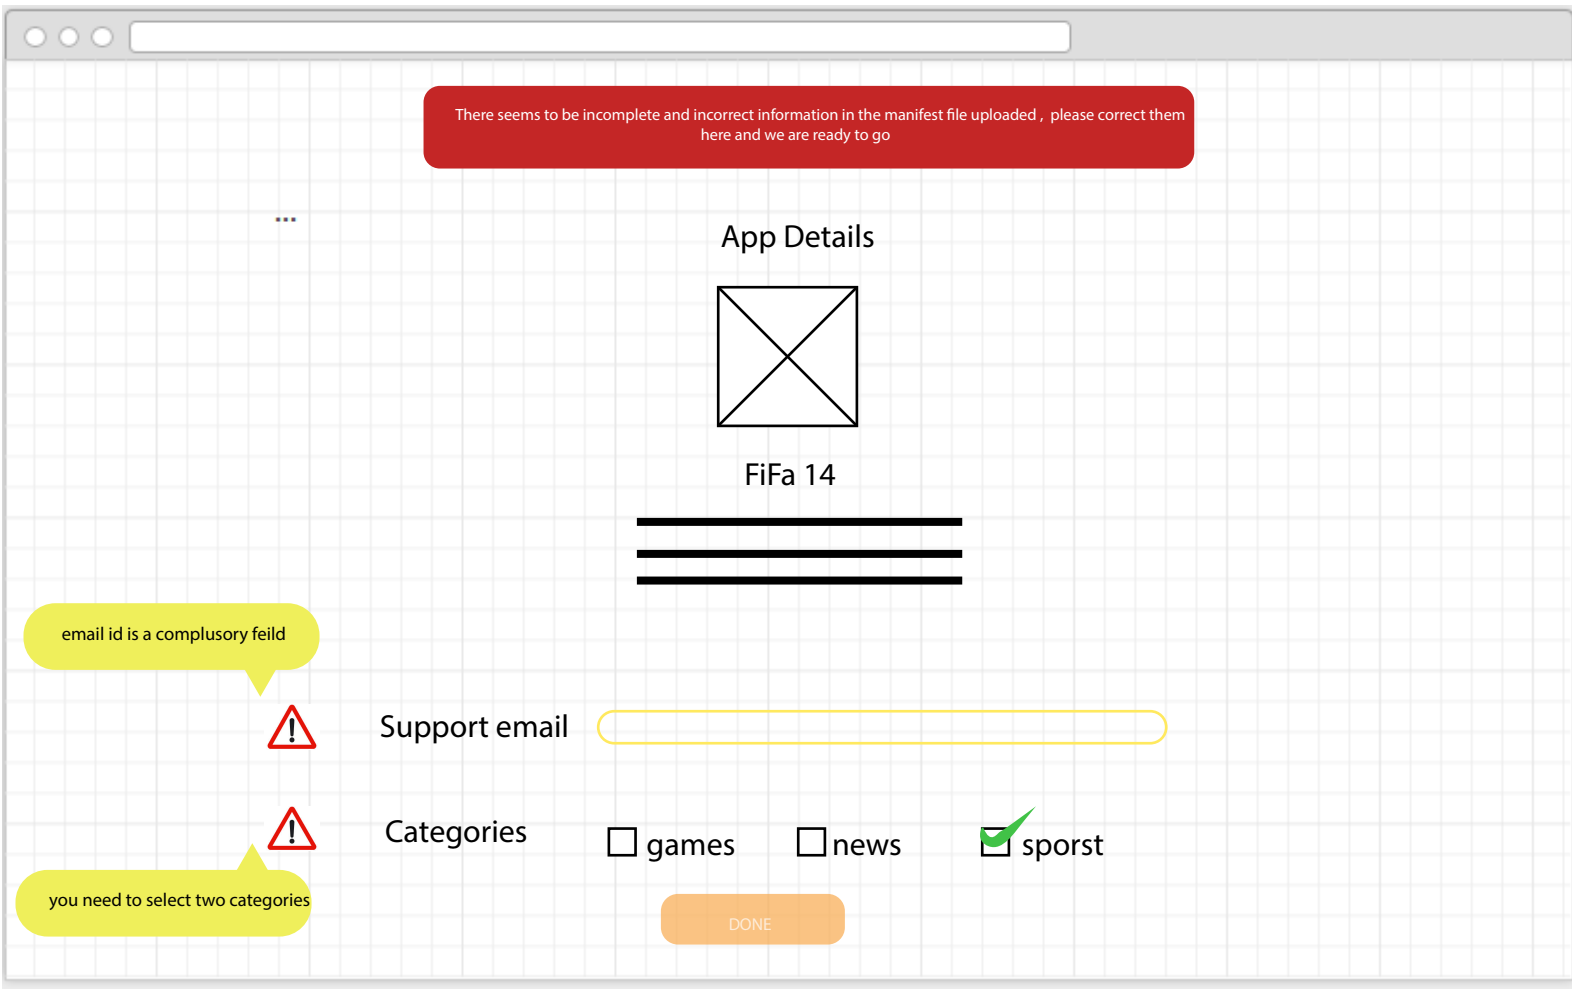 There seems to be incomplete and incorrect information in the manifest file uploaded , please correct them
here and we are ready to go
...
App Details
FiFa 14
email id is a complusory feild
Support email
Categories
games
news
sporst
you need to select two categories
DONE